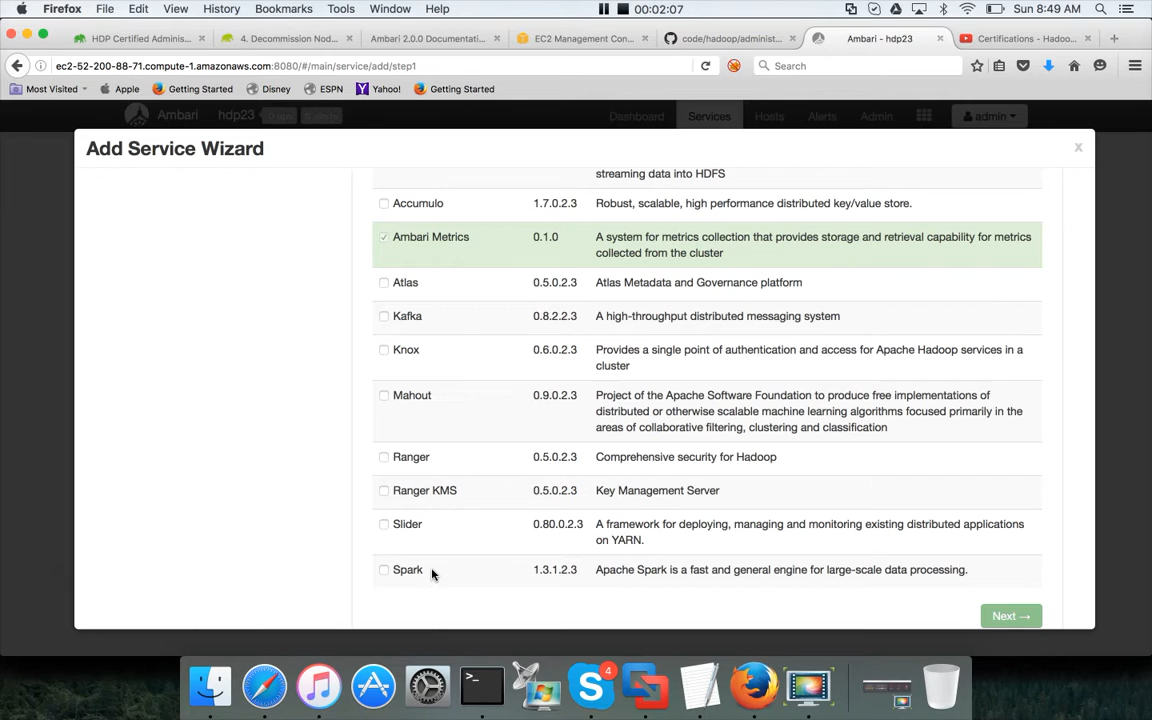 Firefox File Edit View History Bookmarks Tools Window Help 00:02:07 Sun 8:49 AM
HDP Certified Adminis... × 4. Decommission Nod... × Ambari 2.0.0 Documentati... × EC2 Management Con... × code/hadoop/administ... × Ambari - hdp23 × Certifications - Hadoo... × +
ec2-52-200-88-71.compute-1.amazonaws.com:8080/#/main/service/add/step1 Search
Most Visited Apple Getting Started Disney ESPN Yahoo! Getting Started
Ambari hdp23 Dashboard Services Hosts Alerts Admin admin
Add Service Wizard x
streaming data into HDFS
Accumulo 1.7.0.2.3 Robust, scalable, high performance distributed key/value store.
Ambari Metrics 0.1.0 A system for metrics collection that provides storage and retrieval capability for metrics
collected from the cluster
Atlas 0.5.0.2.3 Atlas Metadata and Governance platform
Kafka 0.8.2.2.3 A high-throughput distributed messaging system
Knox 0.6.0.2.3 Provides a single point of authentication and access for Apache Hadoop services in a
cluster
Mahout 0.9.0.2.3 Project of the Apache Software Foundation to produce free implementations of
distributed or otherwise scalable machine learning algorithms focused primarily in the
areas of collaborative filtering, clustering and classification
Ranger 0.5.0.2.3 Comprehensive security for Hadoop
Ranger KMS 0.5.0.2.3 Key Management Server
Slider 0.80.0.2.3 A framework for deploying, managing and monitoring existing distributed applications
on YARN.
Spark 1.3.1.2.3 Apache Spark is a fast and general engine for large-scale data processing.
Next →
4